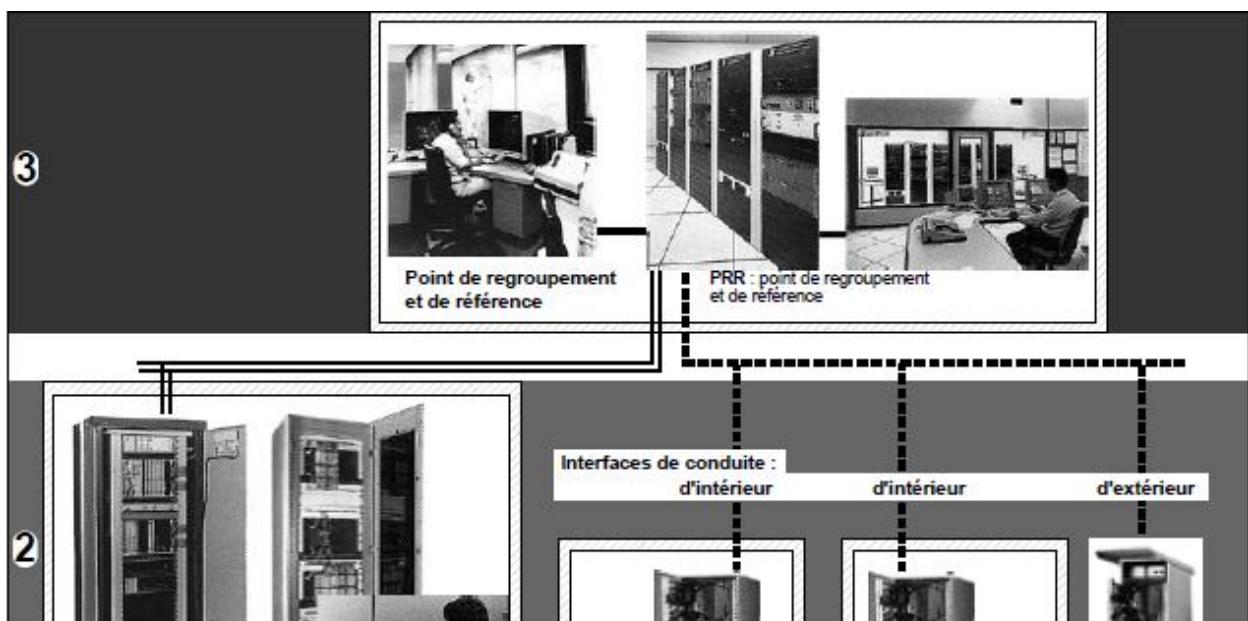 3
Point de regroupement
et de référence
PRR : point de regroupement
et de référence
Interfaces de conduite :
d'intérieur
d'intérieur
d'extérieur
2